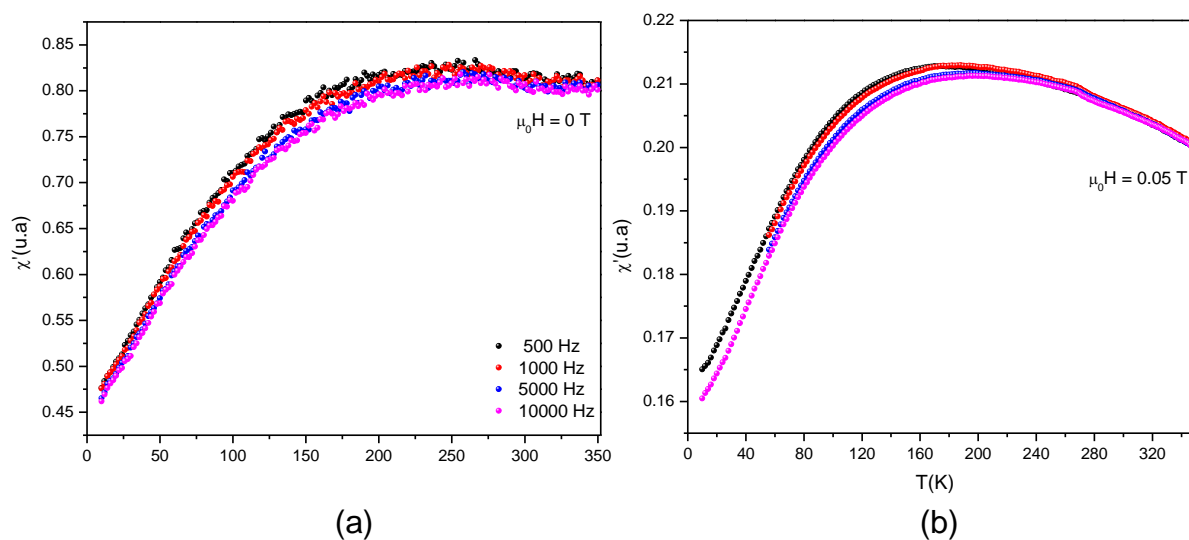 0.85
0.80
0.75
0.70
0.65
0.60
0.55
0.50
0.45
χ'(u.a)
μ₀H = 0 T
500 Hz
1000 Hz
5000 Hz
10000 Hz
0 50 100 150 200 250 300 350
(a)
0.22
0.21
0.20
0.19
0.18
0.17
0.16
χ'(u.a)
μ₀H = 0.05 T
0 40 80 120 160 200 240 280 320
T(K)
(b)